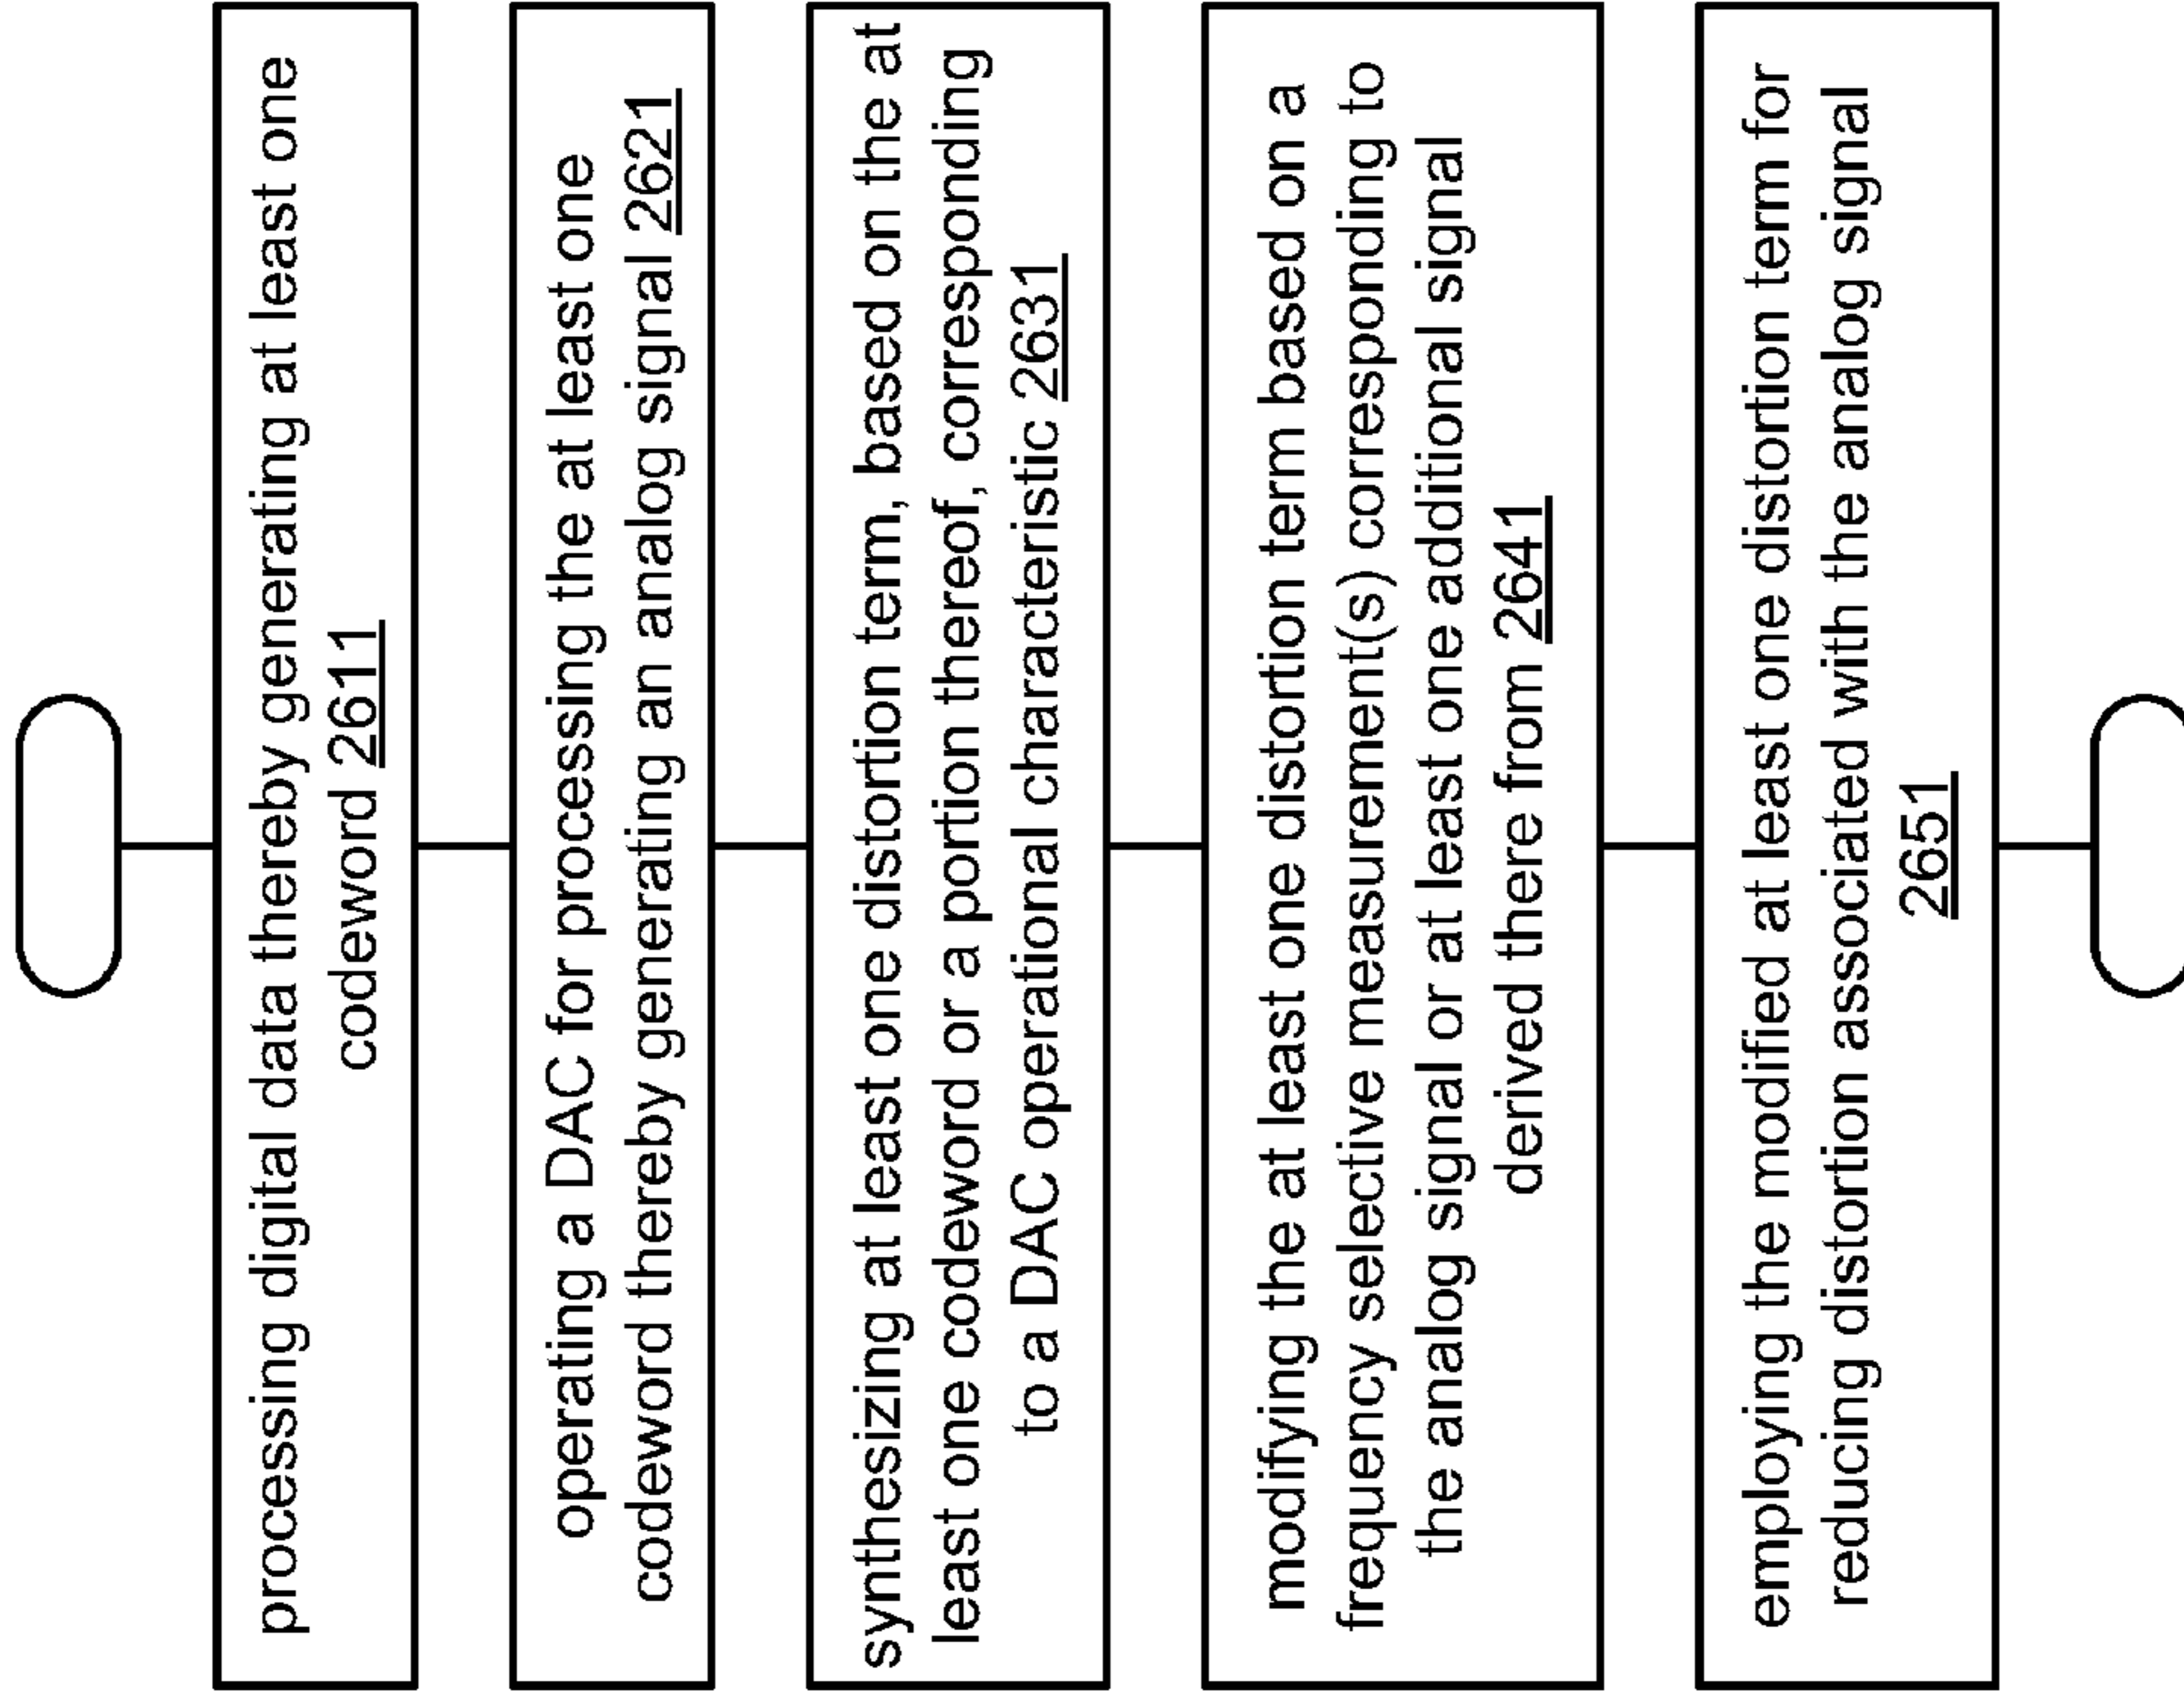 processing digital data thereby generating at least one
codeword 2611
operating a DAC for processing the at least one
codeword thereby generating an analog signal 2621
synthesizing at least one distortion term, based on the at
least one codeword or a portion thereof, corresponding
to a DAC operational characteristic 2631
modifying the at least one distortion term based on a
frequency selective measurement(s) corresponding to
the analog signal or at least one additional signal
derived there from 2641
employing the modified at least one distortion term for
reducing distortion associated with the analog signal
2651